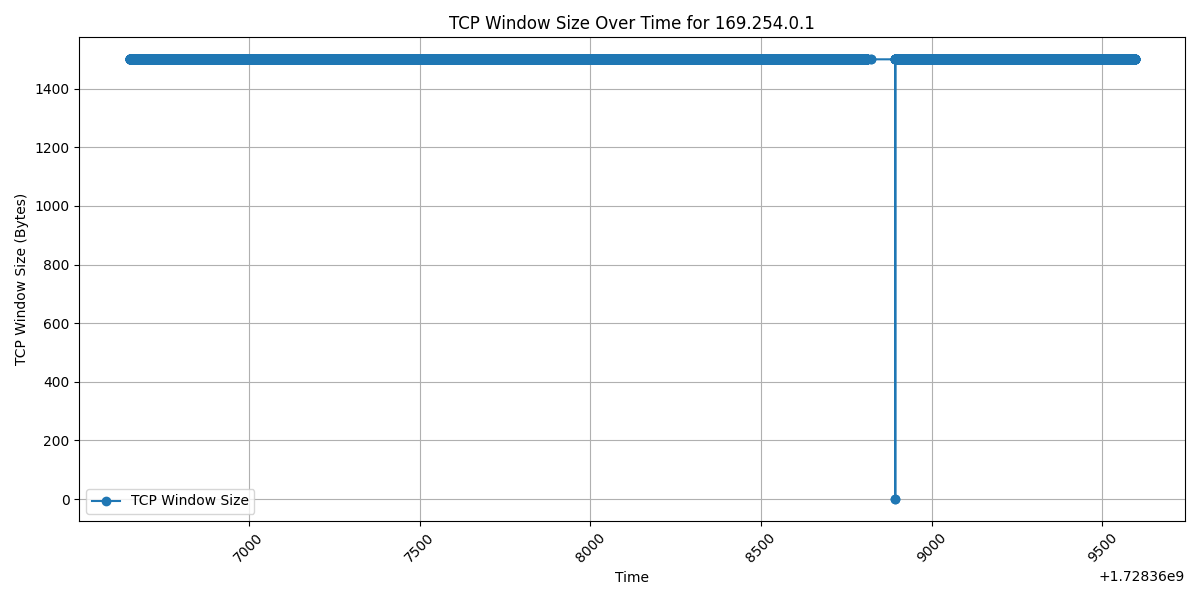 TCP Window Size Over Time for 169.254.0.1
TCP Window Size (Bytes)
1400
1200
1000
800
600
400
200
0
TCP Window Size
7000
7500
8000
8500
9000
9500
Time
+1.72836e9